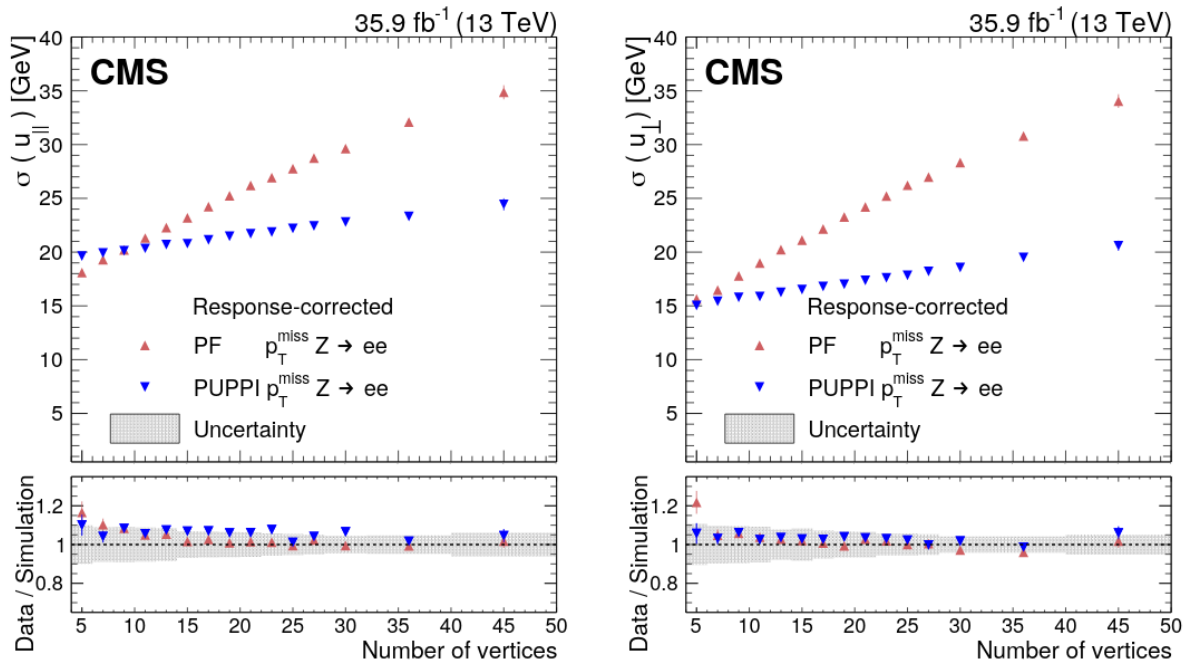 35.9 fb⁻¹ (13 TeV)
CMS
σ ( u∥ ) [GeV]
40
35
30
25
20
15
10
5
Response-corrected
PF pTmiss Z → ee
PUPPI pTmiss Z → ee
Uncertainty
Data / Simulation
1.2
1
0.8
5 10 15 20 25 30 35 40 45 50
Number of vertices
35.9 fb⁻¹ (13 TeV)
CMS
σ ( u⊥ ) [GeV]
40
35
30
25
20
15
10
5
Response-corrected
PF pTmiss Z → ee
PUPPI pTmiss Z → ee
Uncertainty
Data / Simulation
1.2
1
0.8
5 10 15 20 25 30 35 40 45 50
Number of vertices